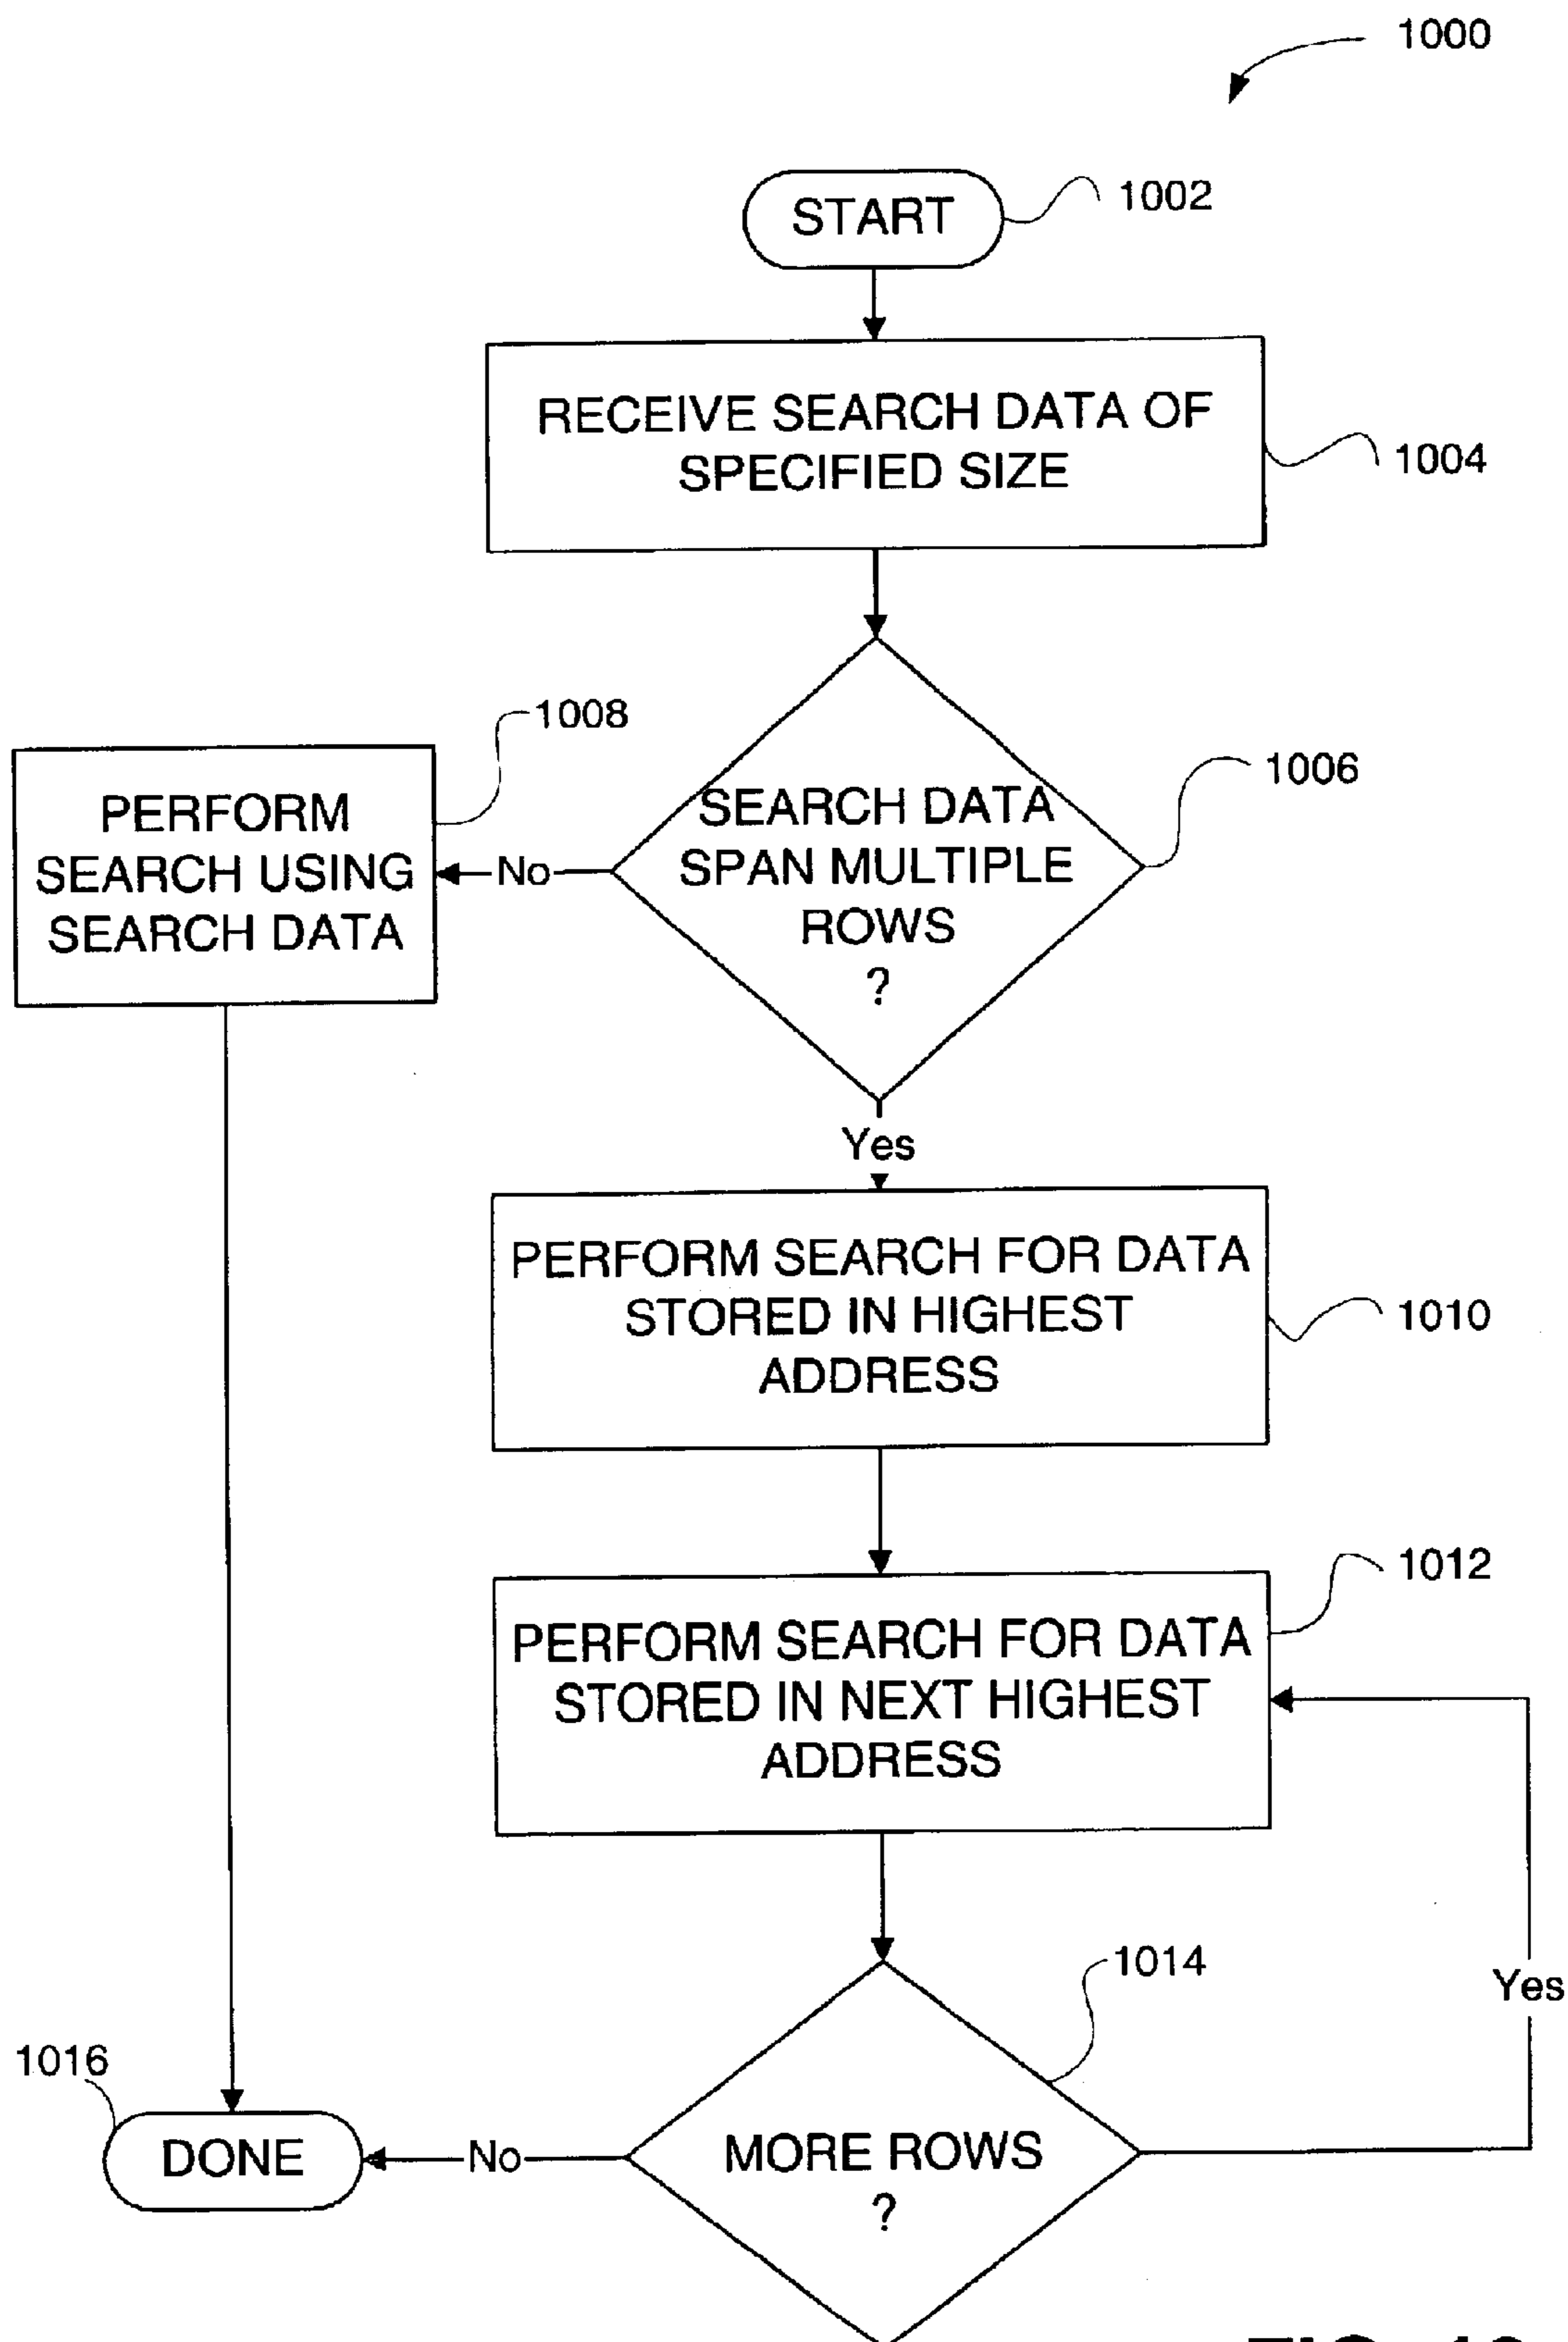 1000
START
1002
RECEIVE SEARCH DATA OF
SPECIFIED SIZE
1004
1008
PERFORM
SEARCH USING
SEARCH DATA
No
SEARCH DATA
SPAN MULTIPLE
ROWS
?
1006
Yes
PERFORM SEARCH FOR DATA
STORED IN HIGHEST
ADDRESS
1010
PERFORM SEARCH FOR DATA
STORED IN NEXT HIGHEST
ADDRESS
1012
1014
Yes
1016
DONE
No
MORE ROWS
?